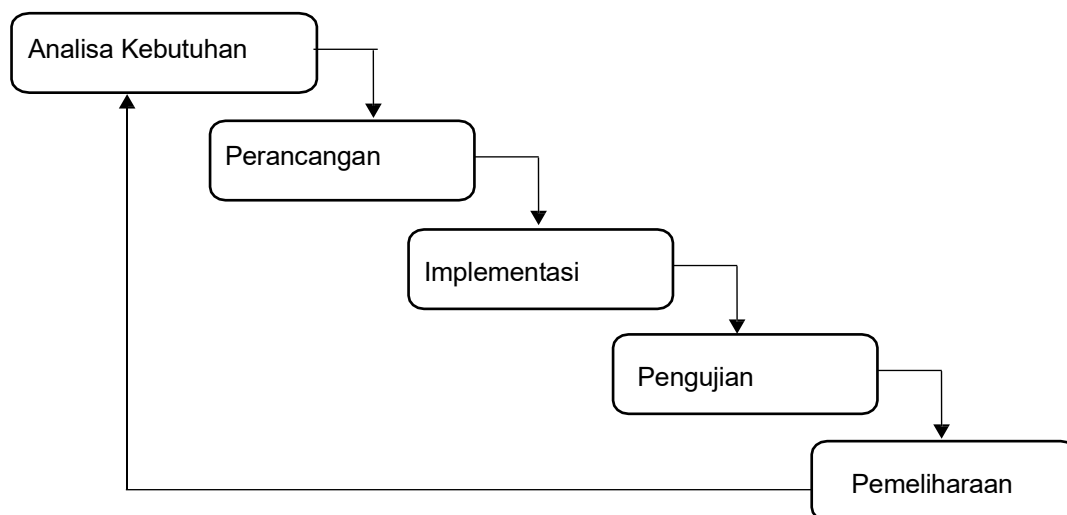 Analisa Kebutuhan
Perancangan
Implementasi
Pengujian
Pemeliharaan